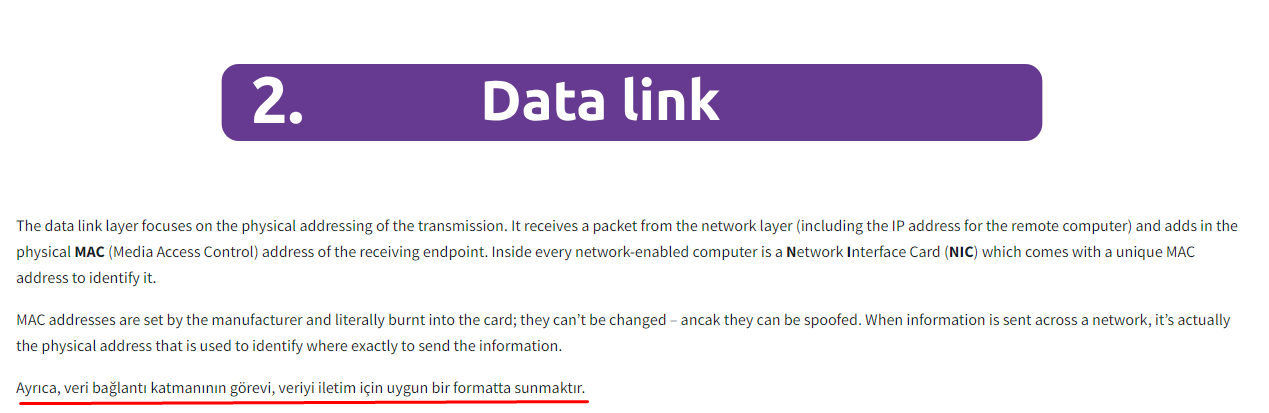 2. Data link
The data link layer focuses on the physical addressing of the transmission. It receives a packet from the network layer (including the IP address for the remote computer) and adds in the
physical MAC (Media Access Control) address of the receiving endpoint. Inside every network-enabled computer is a Network Interface Card (NIC) which comes with a unique MAC
address to identify it.
MAC addresses are set by the manufacturer and literally burnt into the card; they can’t be changed – ancak they can be spoofed. When information is sent across a network, it’s actually
the physical address that is used to identify where exactly to send the information.
Ayrıca, veri bağlantı katmanının görevi, veriyi iletim için uygun bir formatta sunmaktır.